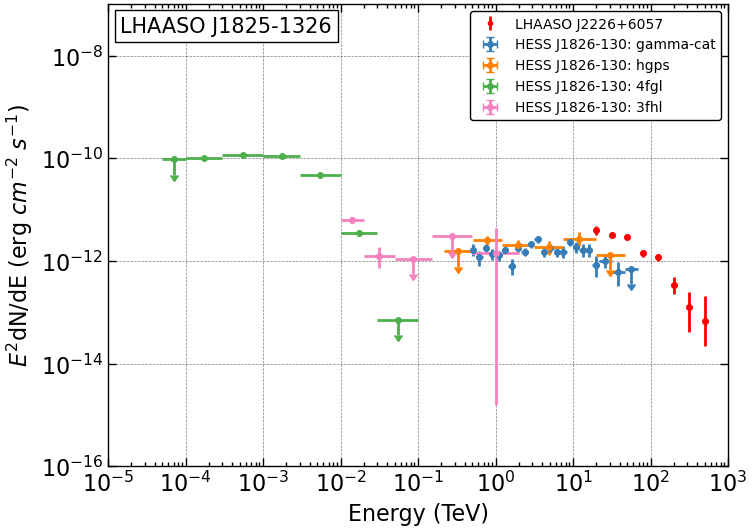 LHAASO J1825-1326
LHAASO J2226+6057
HESS J1826-130: gamma-cat
HESS J1826-130: hgps
HESS J1826-130: 4fgl
HESS J1826-130: 3fhl
10⁻⁸
10⁻¹⁰
10⁻¹²
10⁻¹⁴
10⁻¹⁶
E²dN/dE (erg cm⁻² s⁻¹)
10⁻⁵ 10⁻⁴ 10⁻³ 10⁻² 10⁻¹ 10⁰ 10¹ 10² 10³
Energy (TeV)